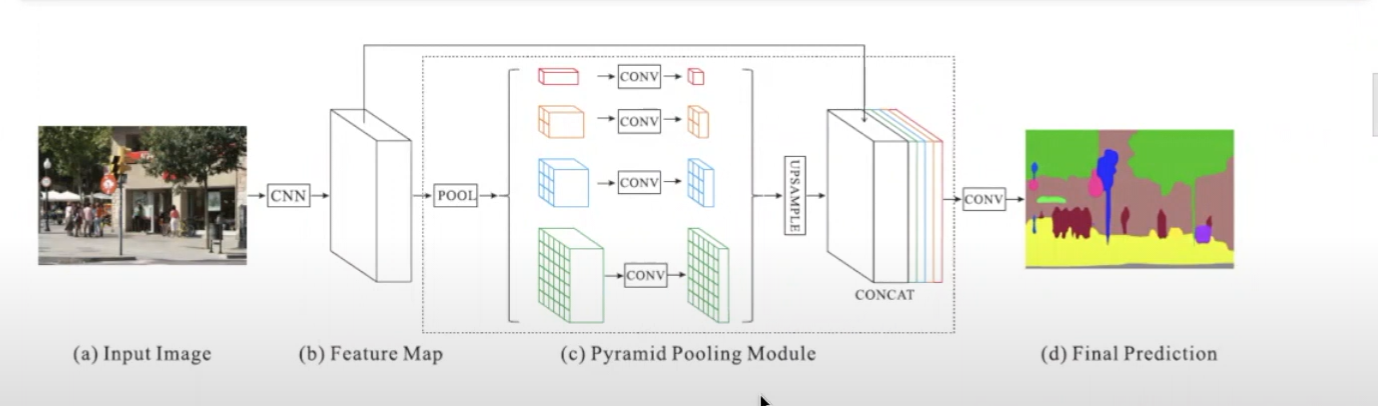 CNN
POOL
CONV
CONV
CONV
CONV
UPSAMPLE
CONCAT
CONV
(a) Input Image
(b) Feature Map
(c) Pyramid Pooling Module
(d) Final Prediction